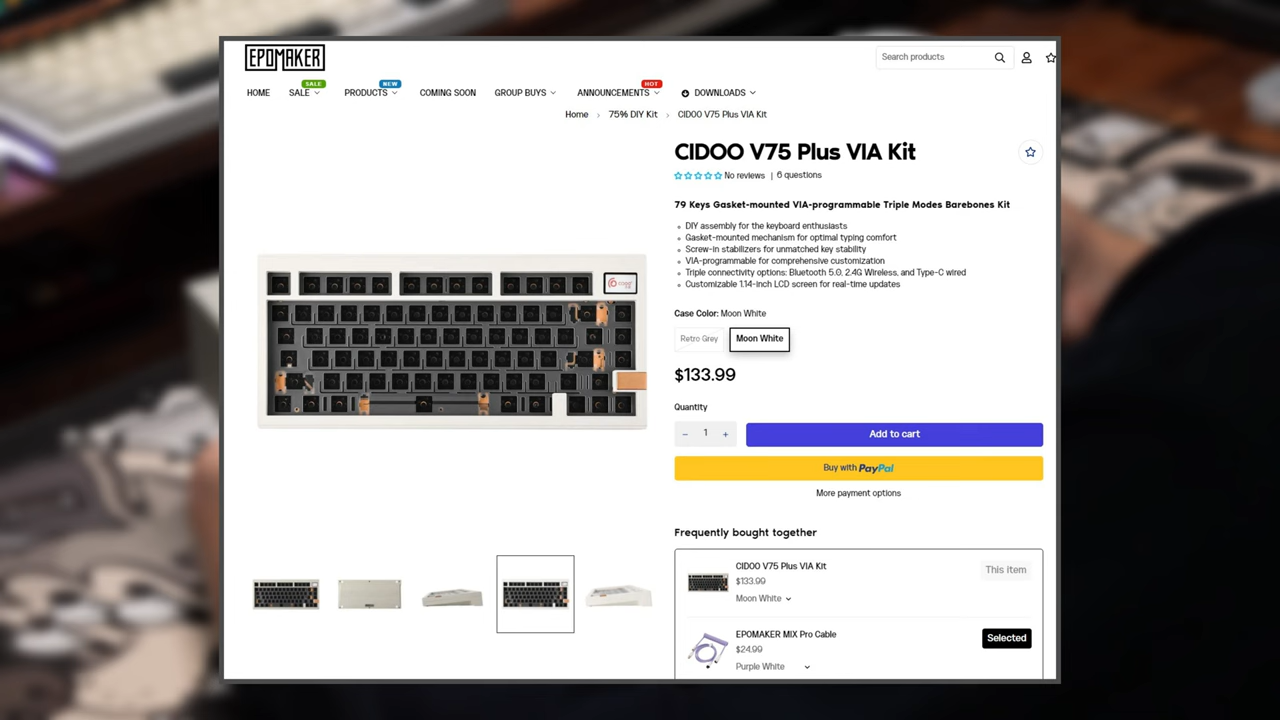 EPOMAKER
Search products
SALE
NEW
HOT
HOME
SALE
PRODUCTS
COMING SOON
GROUP BUYS
ANNOUNCEMENTS
DOWNLOADS
Home > 75% DIY Kit > CIDOO V75 Plus VIA Kit
CIDOO V75 Plus VIA Kit
No reviews | 6 questions
79 Keys Gasket-mounted VIA-programmable Triple Modes Barebones Kit
DIY assembly for the keyboard enthusiasts
Gasket-mounted mechanism for optimal typing comfort
Screw-in stabilizers for unmatched key stability
VIA-programmable for comprehensive customization
Triple connectivity options: Bluetooth 5.0, 2.4G Wireless, and Type-C wired
Customizable 1.14-inch LCD screen for real-time updates
Case Color: Moon White
Retro Grey
Moon White
$133.99
Quantity
− 1 +
Add to cart
Buy with PayPal
More payment options
Frequently bought together
CIDOO V75 Plus VIA Kit
This item
$133.99
Moon White
EPOMAKER MIX Pro Cable
Selected
$24.99
Purple White